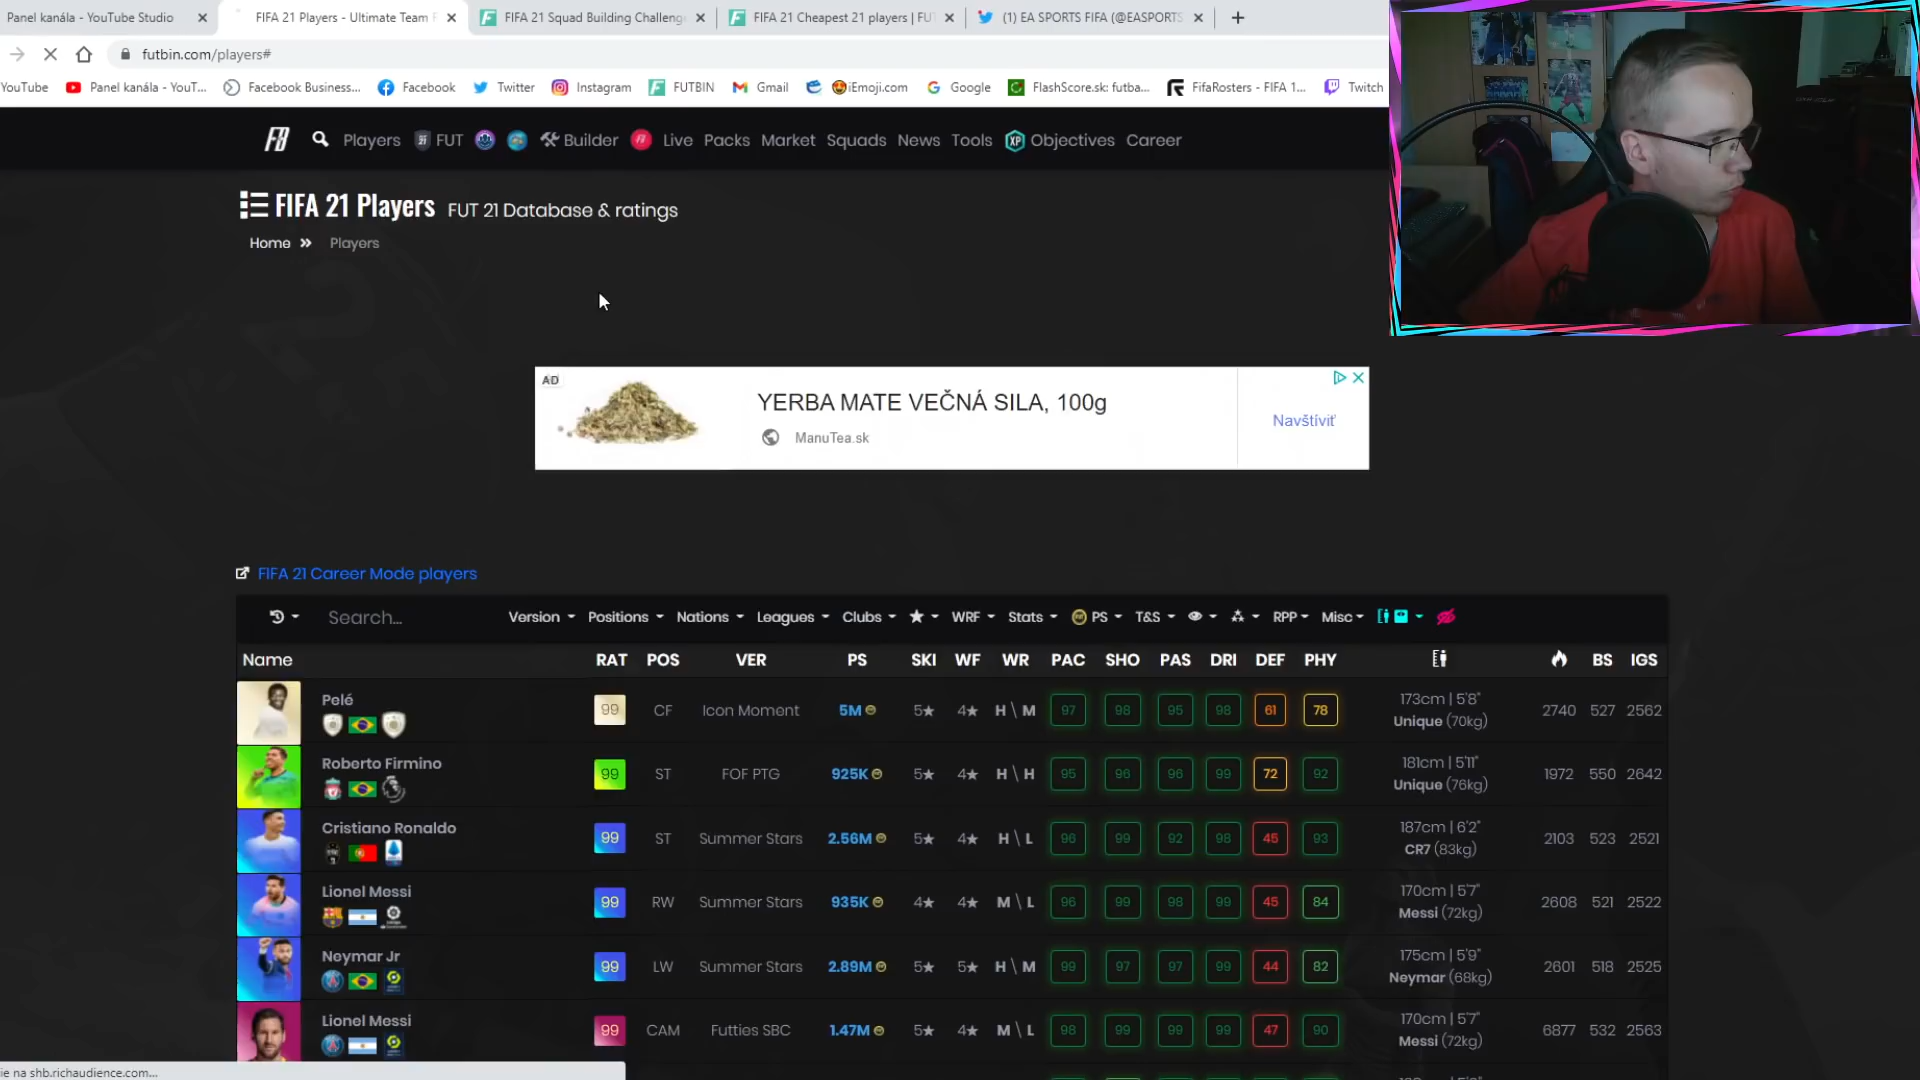 Panel kanála - YouTube Studio
FIFA 21 Players - Ultimate Team F
FIFA 21 Squad Building Challenge
FIFA 21 Cheapest 21 players | FUT
(1) EA SPORTS FIFA (@EASPORTS
futbin.com/players#
YouTube
Panel kanála - YouT...
Facebook Business...
Facebook
Twitter
Instagram
FUTBIN
Gmail
iEmoji.com
Google
FlashScore.sk: futba...
FifaRosters - FIFA 1...
Twitch
Players FUT Builder Live Packs Market Squads News Tools XP Objectives Career
FIFA 21 Players FUT 21 Database & ratings
Home Players
AD
YERBA MATE VEČNÁ SILA, 100g
ManuTea.sk
Navštíviť
FIFA 21 Career Mode players
Search... Version Positions Nations Leagues Clubs WRF Stats PS T&S RPP Misc
Name RAT POS VER PS SKI WF WR PAC SHO PAS DRI DEF PHY BS IGS
Pelé 99 CF Icon Moment 5M 5★ 4★ H \ M 97 98 95 98 61 78 173cm | 5'8" 2740 527 2562
Unique (70kg)
Roberto Firmino 99 ST FOF PTG 925K 5★ 4★ H \ H 95 96 96 99 72 92 181cm | 5'11" 1972 550 2642
Unique (76kg)
Cristiano Ronaldo 99 ST Summer Stars 2.56M 5★ 4★ H \ L 96 99 92 98 45 93 187cm | 6'2" 2103 523 2521
CR7 (83kg)
Lionel Messi 99 RW Summer Stars 935K 4★ 4★ M \ L 96 99 98 99 45 84 170cm | 5'7" 2608 521 2522
Messi (72kg)
Neymar Jr 99 LW Summer Stars 2.89M 5★ 5★ H \ M 99 97 97 99 44 82 175cm | 5'9" 2601 518 2525
Neymar (68kg)
Lionel Messi 99 CAM Futties SBC 1.47M 5★ 4★ M \ L 98 99 99 99 47 90 170cm | 5'7" 6877 532 2563
Messi (72kg)
ie na shb.richaudience.com...